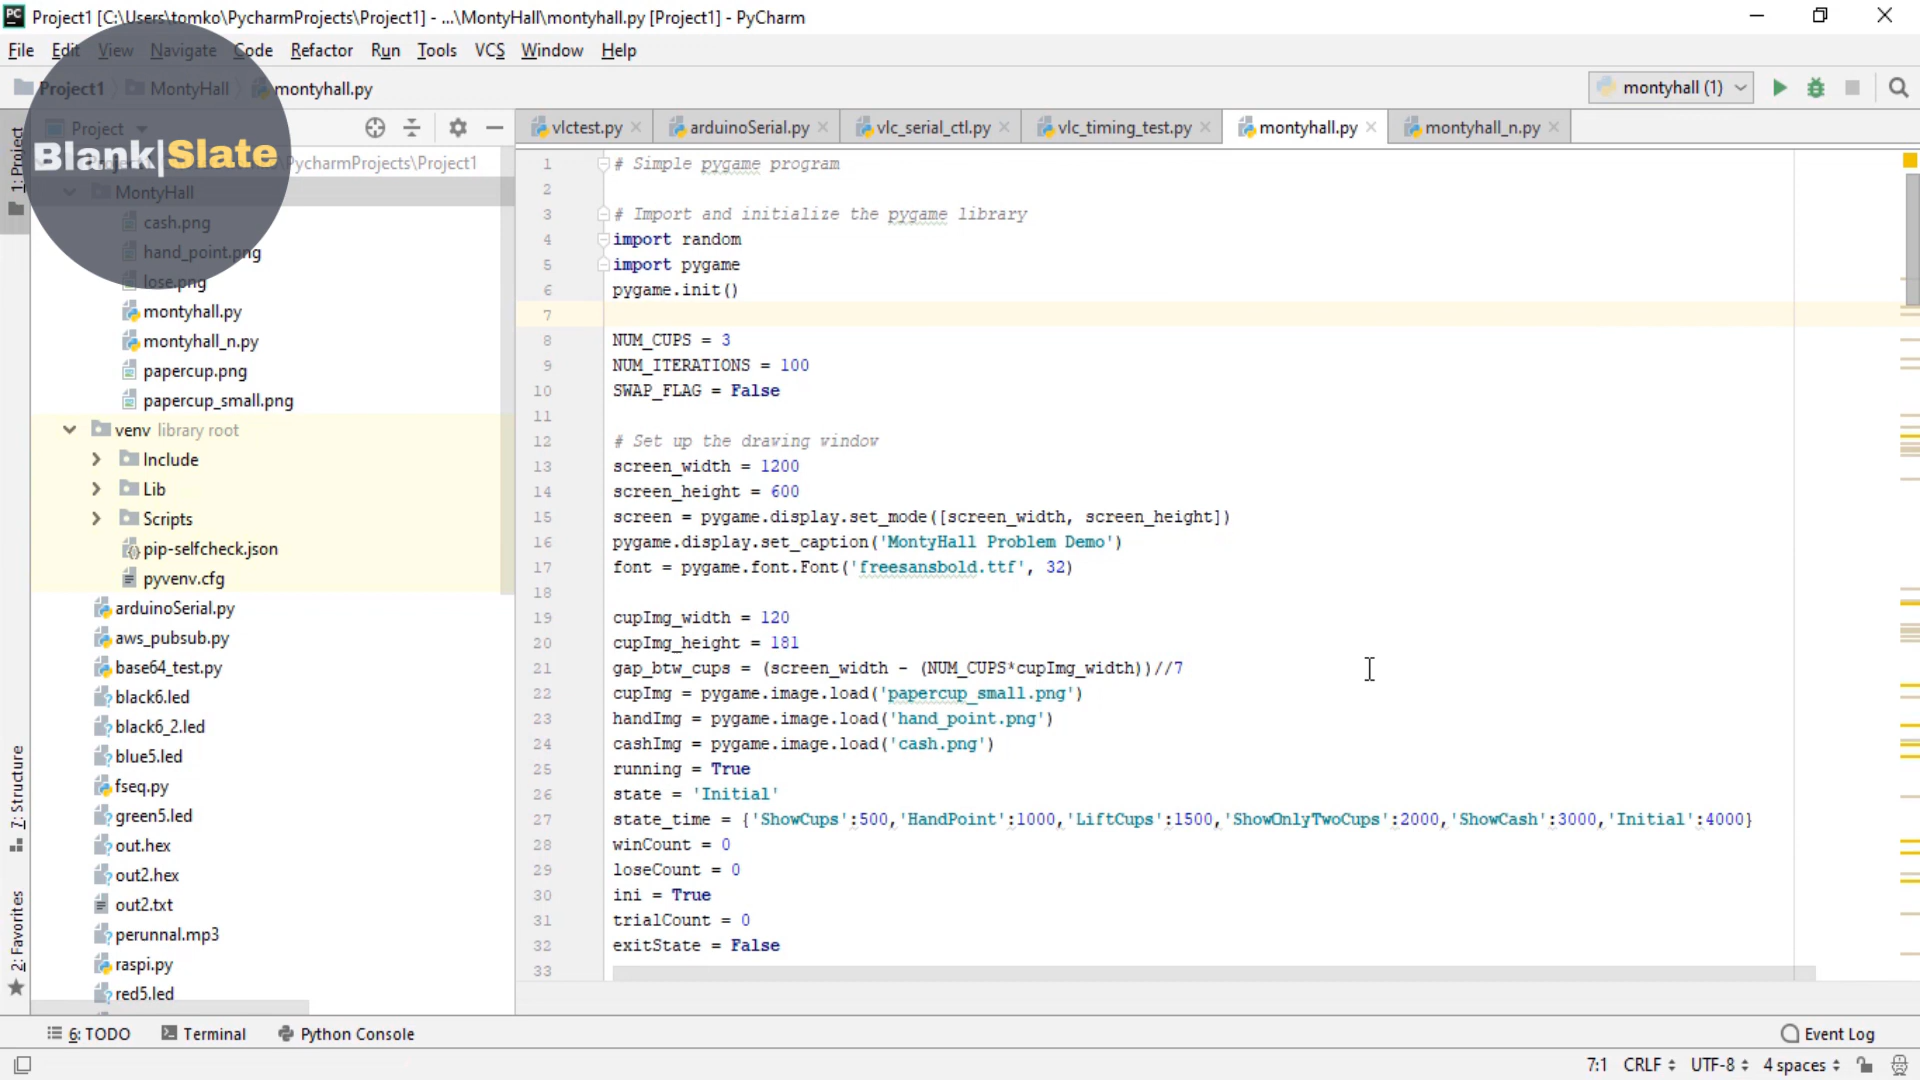 Project1 [C:\Users\tomko\PycharmProjects\Project1] - ...\MontyHall\montyhall.py [Project1] - PyCharm
File Edit View Navigate Code Refactor Run Tools VCS Window Help
Project1 MontyHall montyhall.py
montyhall (1)
1: Project
Project
Blank|Slate
\PycharmProjects\Project1
MontyHall
cash.png
hand_point.png
lose.png
montyhall.py
montyhall_n.py
papercup.png
papercup_small.png
venv library root
Include
Lib
Scripts
pip-selfcheck.json
pyvenv.cfg
arduinoSerial.py
aws_pubsub.py
base64_test.py
black6.led
black6_2.led
blue5.led
fseq.py
green5.led
out.hex
out2.hex
out2.txt
perunnal.mp3
raspi.py
red5.led
7: Structure
2: Favorites
vlctest.py arduinoSerial.py vlc_serial_ctl.py vlc_timing_test.py montyhall.py montyhall_n.py
1 # Simple pygame program
2
3 # Import and initialize the pygame library
4 import random
5 import pygame
6 pygame.init()
7
8 NUM_CUPS = 3
9 NUM_ITERATIONS = 100
10 SWAP_FLAG = False
11
12 # Set up the drawing window
13 screen_width = 1200
14 screen_height = 600
15 screen = pygame.display.set_mode([screen_width, screen_height])
16 pygame.display.set_caption('MontyHall Problem Demo')
17 font = pygame.font.Font('freesansbold.ttf', 32)
18
19 cupImg_width = 120
20 cupImg_height = 181
21 gap_btw_cups = (screen_width - (NUM_CUPS*cupImg_width))//7
22 cupImg = pygame.image.load('papercup_small.png')
23 handImg = pygame.image.load('hand_point.png')
24 cashImg = pygame.image.load('cash.png')
25 running = True
26 state = 'Initial'
27 state_time = {'ShowCups':500,'HandPoint':1000,'LiftCups':1500,'ShowOnlyTwoCups':2000,'ShowCash':3000,'Initial':4000}
28 winCount = 0
29 loseCount = 0
30 ini = True
31 trialCount = 0
32 exitState = False
33
6: TODO Terminal Python Console Event Log
7:1 CRLF UTF-8 4 spaces